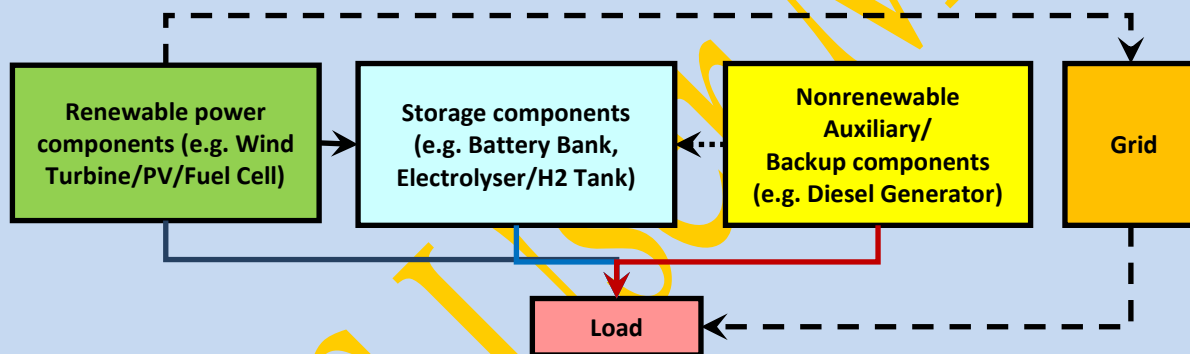 Renewable power
components (e.g. Wind
Turbine/PV/Fuel Cell)
Storage components
(e.g. Battery Bank,
Electrolyser/H2 Tank)
Nonrenewable
Auxiliary/
Backup components
(e.g. Diesel Generator)
Grid
Load